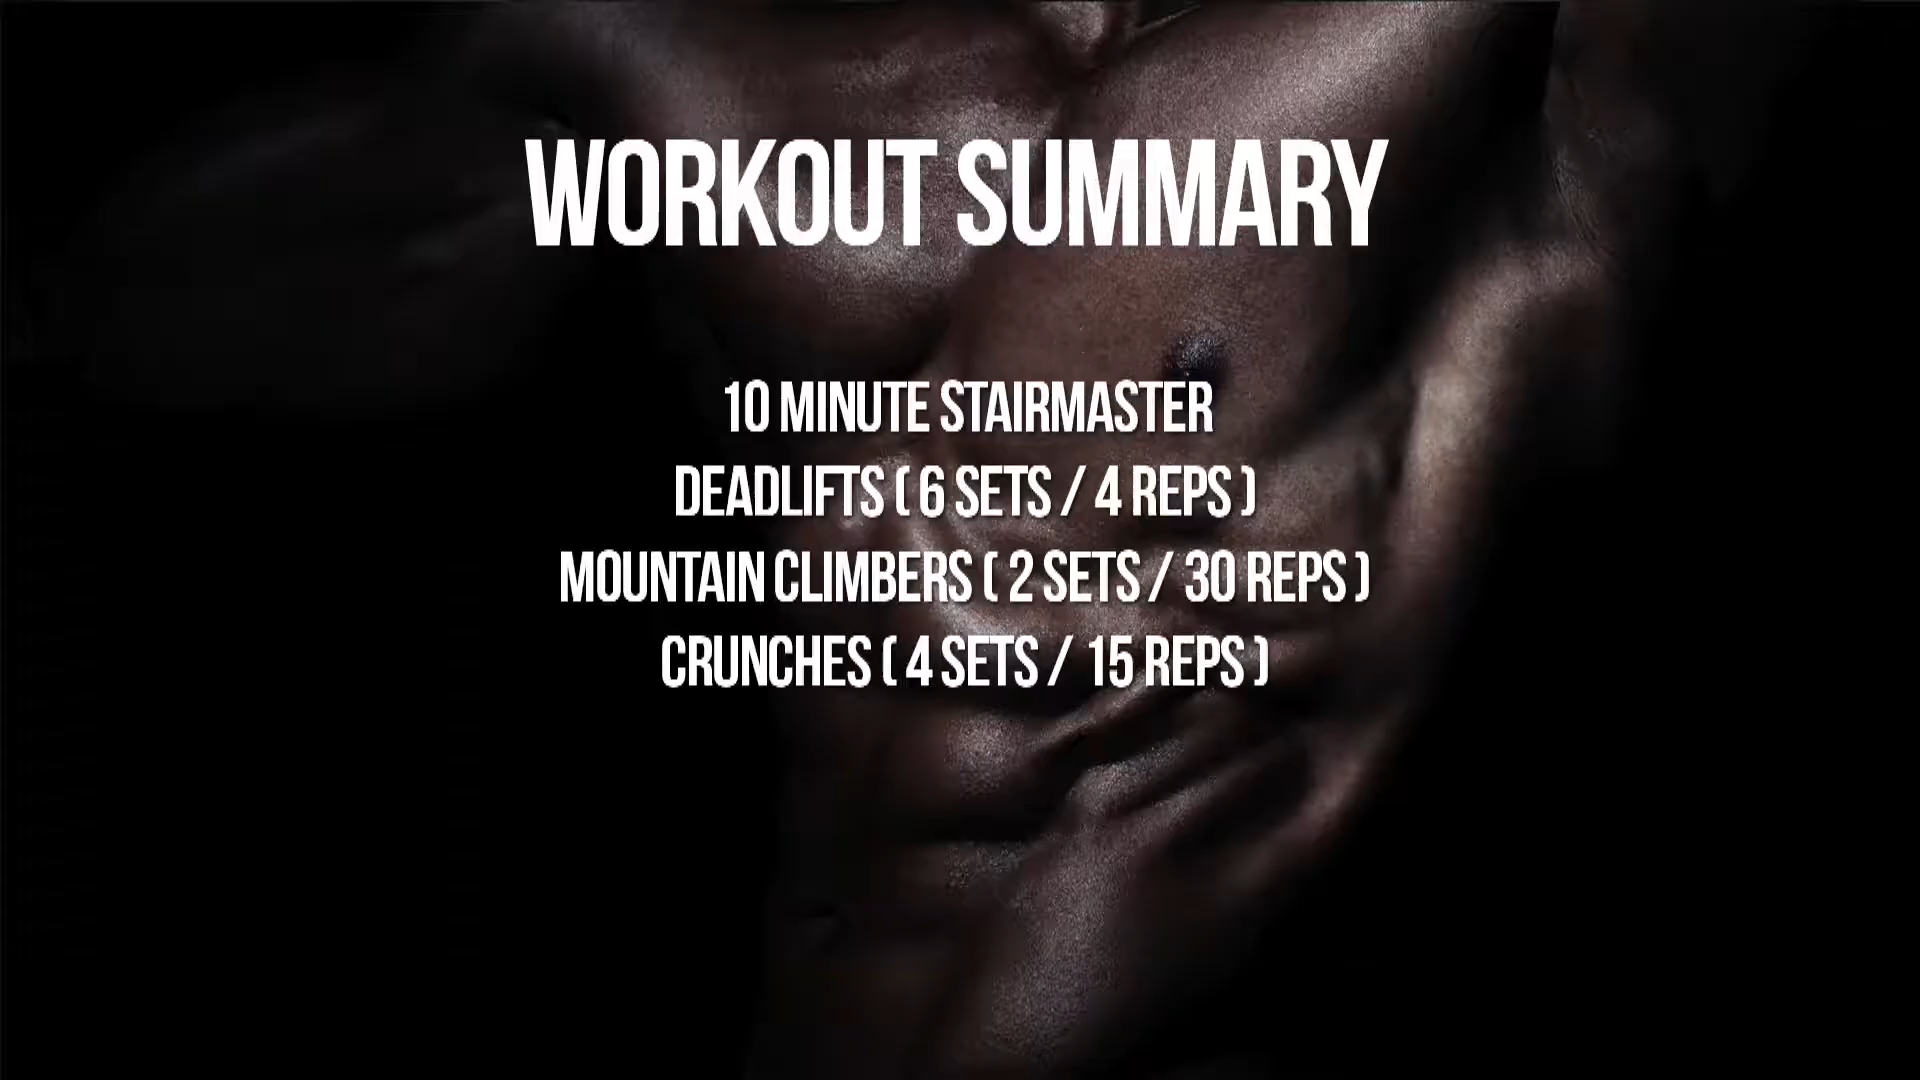 WORKOUT SUMMARY
10 MINUTE STAIRMASTER
DEADLIFTS ( 6 SETS / 4 REPS )
MOUNTAIN CLIMBERS ( 2 SETS / 30 REPS )
CRUNCHES ( 4 SETS / 15 REPS )